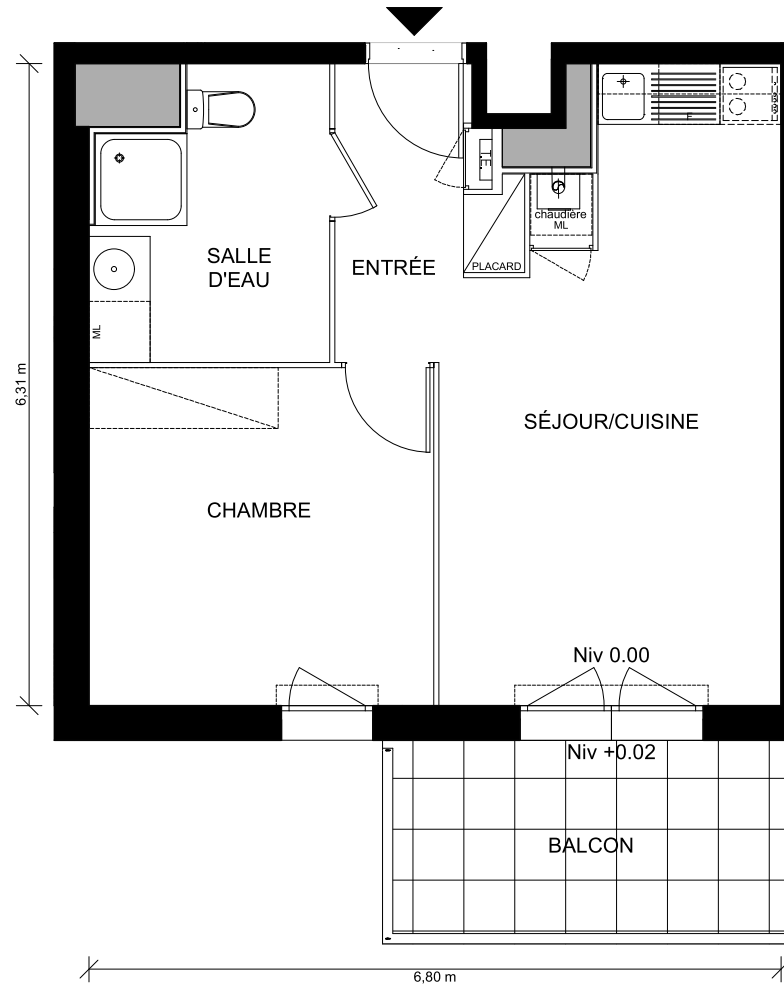 F
TE
SALLE
D'EAU
ENTRÉE
PLACARD
chaudière
ML
ML
6,31 m
SÉJOUR/CUISINE
CHAMBRE
Niv 0.00
Niv +0.02
BALCON
6,80 m